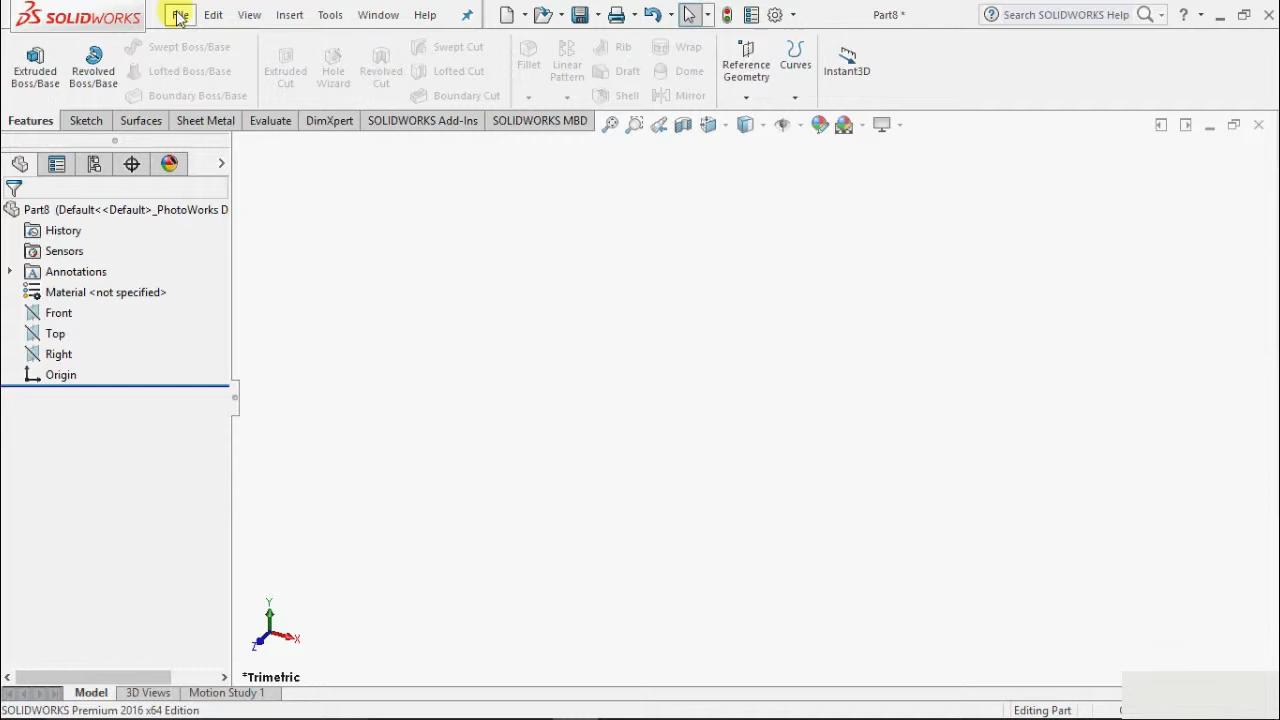 SOLIDWORKS File Edit View Insert Tools Window Help Part8 * Search SOLIDWORKS Help ?
Extruded Boss/Base
Revolved Boss/Base
Swept Boss/Base
Lofted Boss/Base
Boundary Boss/Base
Extruded Cut
Hole Wizard
Revolved Cut
Swept Cut
Lofted Cut
Boundary Cut
Fillet
Linear Pattern
Rib
Draft
Shell
Wrap
Dome
Mirror
Reference Geometry
Curves
Instant3D
Features Sketch Surfaces Sheet Metal Evaluate DimXpert SOLIDWORKS Add-Ins SOLIDWORKS MBD
Part8 (Default<<Default>_PhotoWorks D
History
Sensors
Annotations
Material <not specified>
Front
Top
Right
Origin
Y
X
Z
*Trimetric
Model 3D Views Motion Study 1
SOLIDWORKS Premium 2016 x64 Edition Editing Part